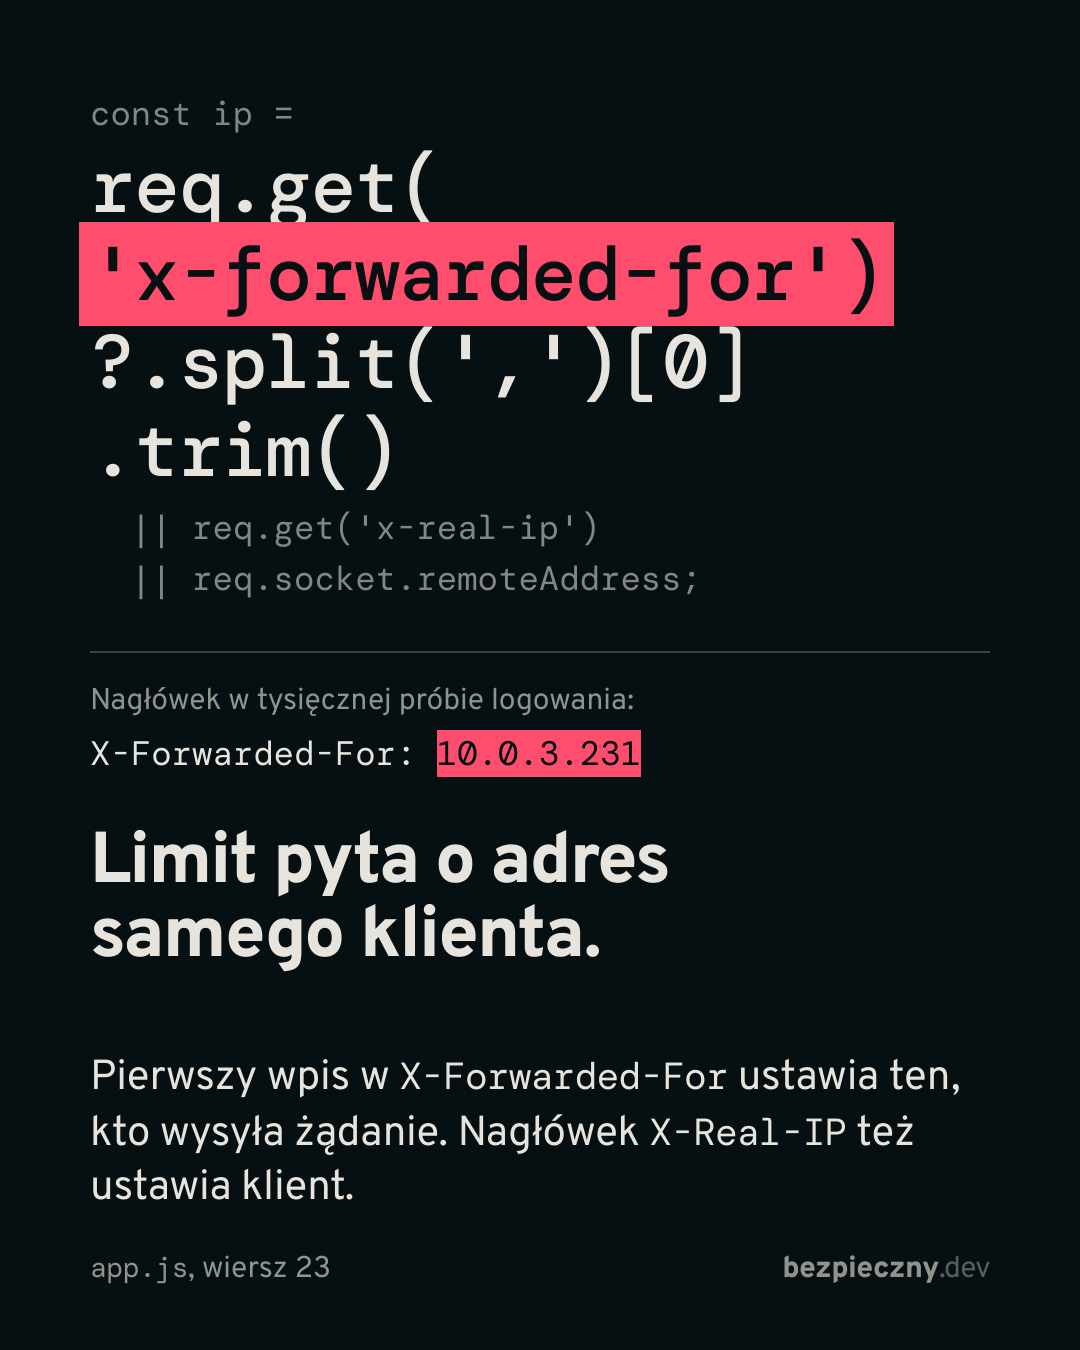 const ip =
req.get(
'x-forwarded-for')
?.split(',')[0]
.trim()
|| req.get('x-real-ip')
|| req.socket.remoteAddress;
Nagłówek w tysięcznej próbie logowania:
X-Forwarded-For: 10.0.3.231
Limit pyta o adres
samego klienta.
Pierwszy wpis w X-Forwarded-For ustawia ten,
kto wysyła żądanie. Nagłówek X-Real-IP też
ustawia klient.
app.js, wiersz 23
bezpieczny.dev